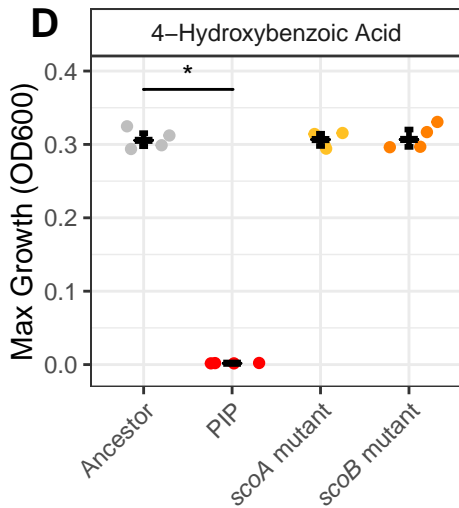 D
4−Hydroxybenzoic Acid
*
Max Growth (OD600)
0.4
0.3
0.2
0.1
0.0
Ancestor
PIP
scoA mutant
scoB mutant